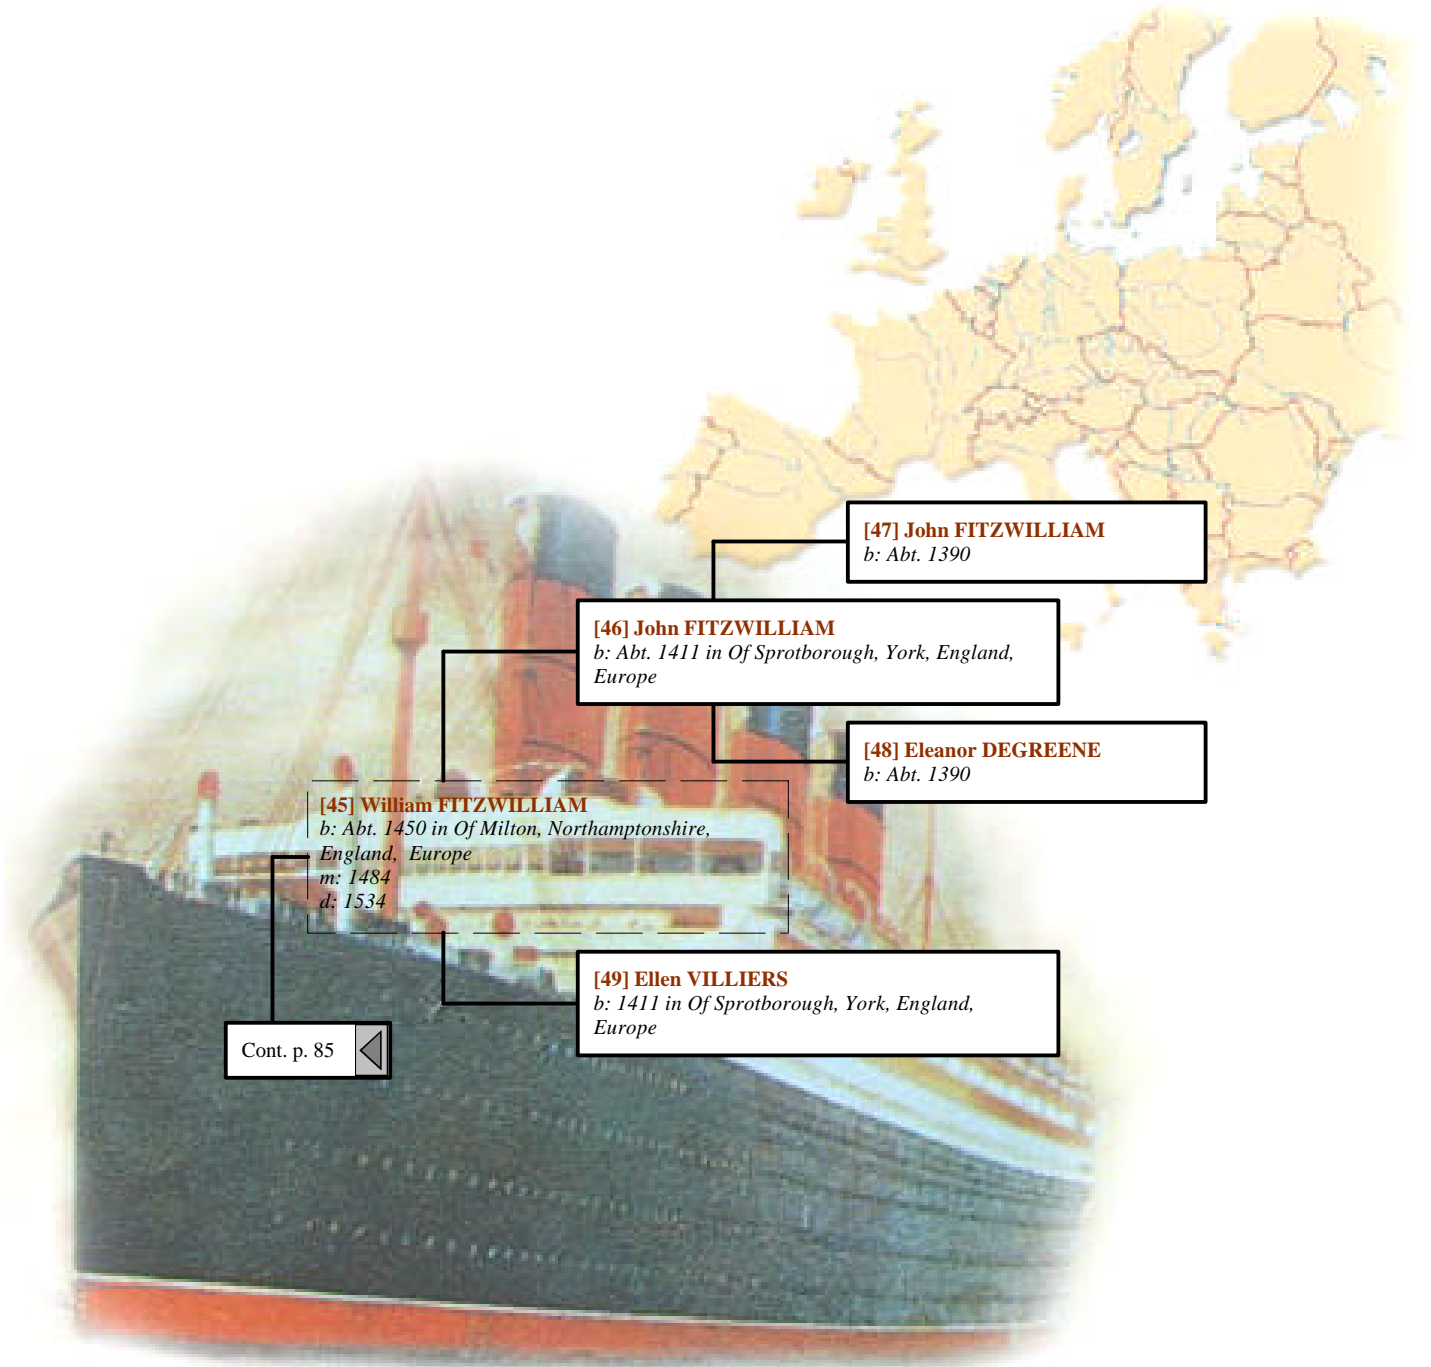 [47] John FITZWILLIAM
b: Abt. 1390
[46] John FITZWILLIAM
b: Abt. 1411 in Of Sprotborough, York, England,
Europe
[48] Eleanor DEGREENE
b: Abt. 1390
[45] William FITZWILLIAM
b: Abt. 1450 in Of Milton, Northamptonshire,
England, Europe
m: 1484
d: 1534
[49] Ellen VILLIERS
b: 1411 in Of Sprotborough, York, England,
Europe
Cont. p. 85